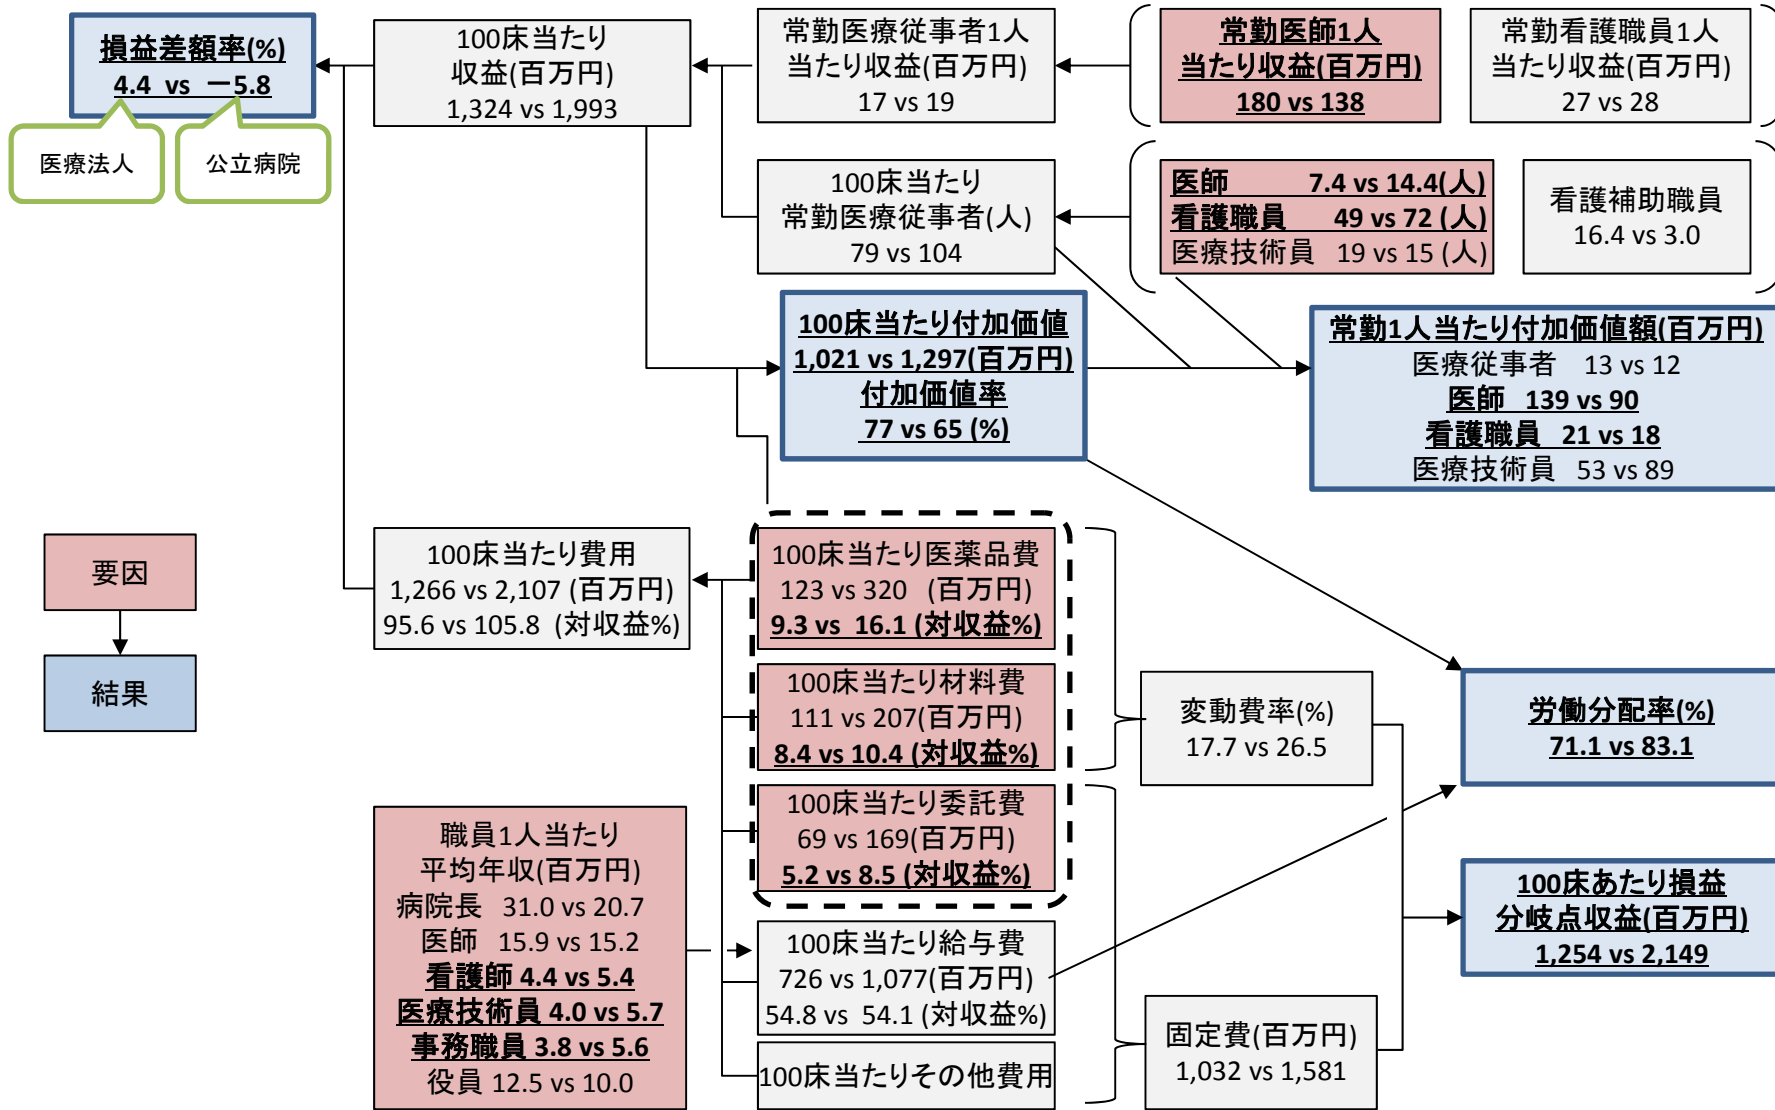 損益差額率(%)
4.4 vs －5.8
医療法人
公立病院
100床当たり
収益(百万円)
1,324 vs 1,993
常勤医療従事者1人
当たり収益(百万円)
17 vs 19
常勤医師1人
当たり収益(百万円)
180 vs 138
常勤看護職員1人
当たり収益(百万円)
27 vs 28
100床当たり
常勤医療従事者(人)
79 vs 104
医師 7.4 vs 14.4(人)
看護職員 49 vs 72 (人)
医療技術員 19 vs 15 (人)
看護補助職員
16.4 vs 3.0
100床当たり付加価値
1,021 vs 1,297(百万円)
付加価値率
77 vs 65 (%)
常勤1人当たり付加価値額(百万円)
医療従事者 13 vs 12
医師 139 vs 90
看護職員 21 vs 18
医療技術員 53 vs 89
要因
結果
100床当たり費用
1,266 vs 2,107 (百万円)
95.6 vs 105.8 (対収益%)
100床当たり医薬品費
123 vs 320 (百万円)
9.3 vs 16.1 (対収益%)
100床当たり材料費
111 vs 207(百万円)
8.4 vs 10.4 (対収益%)
100床当たり委託費
69 vs 169(百万円)
5.2 vs 8.5 (対収益%)
変動費率(%)
17.7 vs 26.5
労働分配率(%)
71.1 vs 83.1
職員1人当たり
平均年収(百万円)
病院長 31.0 vs 20.7
医師 15.9 vs 15.2
看護師 4.4 vs 5.4
医療技術員 4.0 vs 5.7
事務職員 3.8 vs 5.6
役員 12.5 vs 10.0
100床当たり給与費
726 vs 1,077(百万円)
54.8 vs 54.1 (対収益%)
100床当たりその他費用
固定費(百万円)
1,032 vs 1,581
100床あたり損益
分岐点収益(百万円)
1,254 vs 2,149